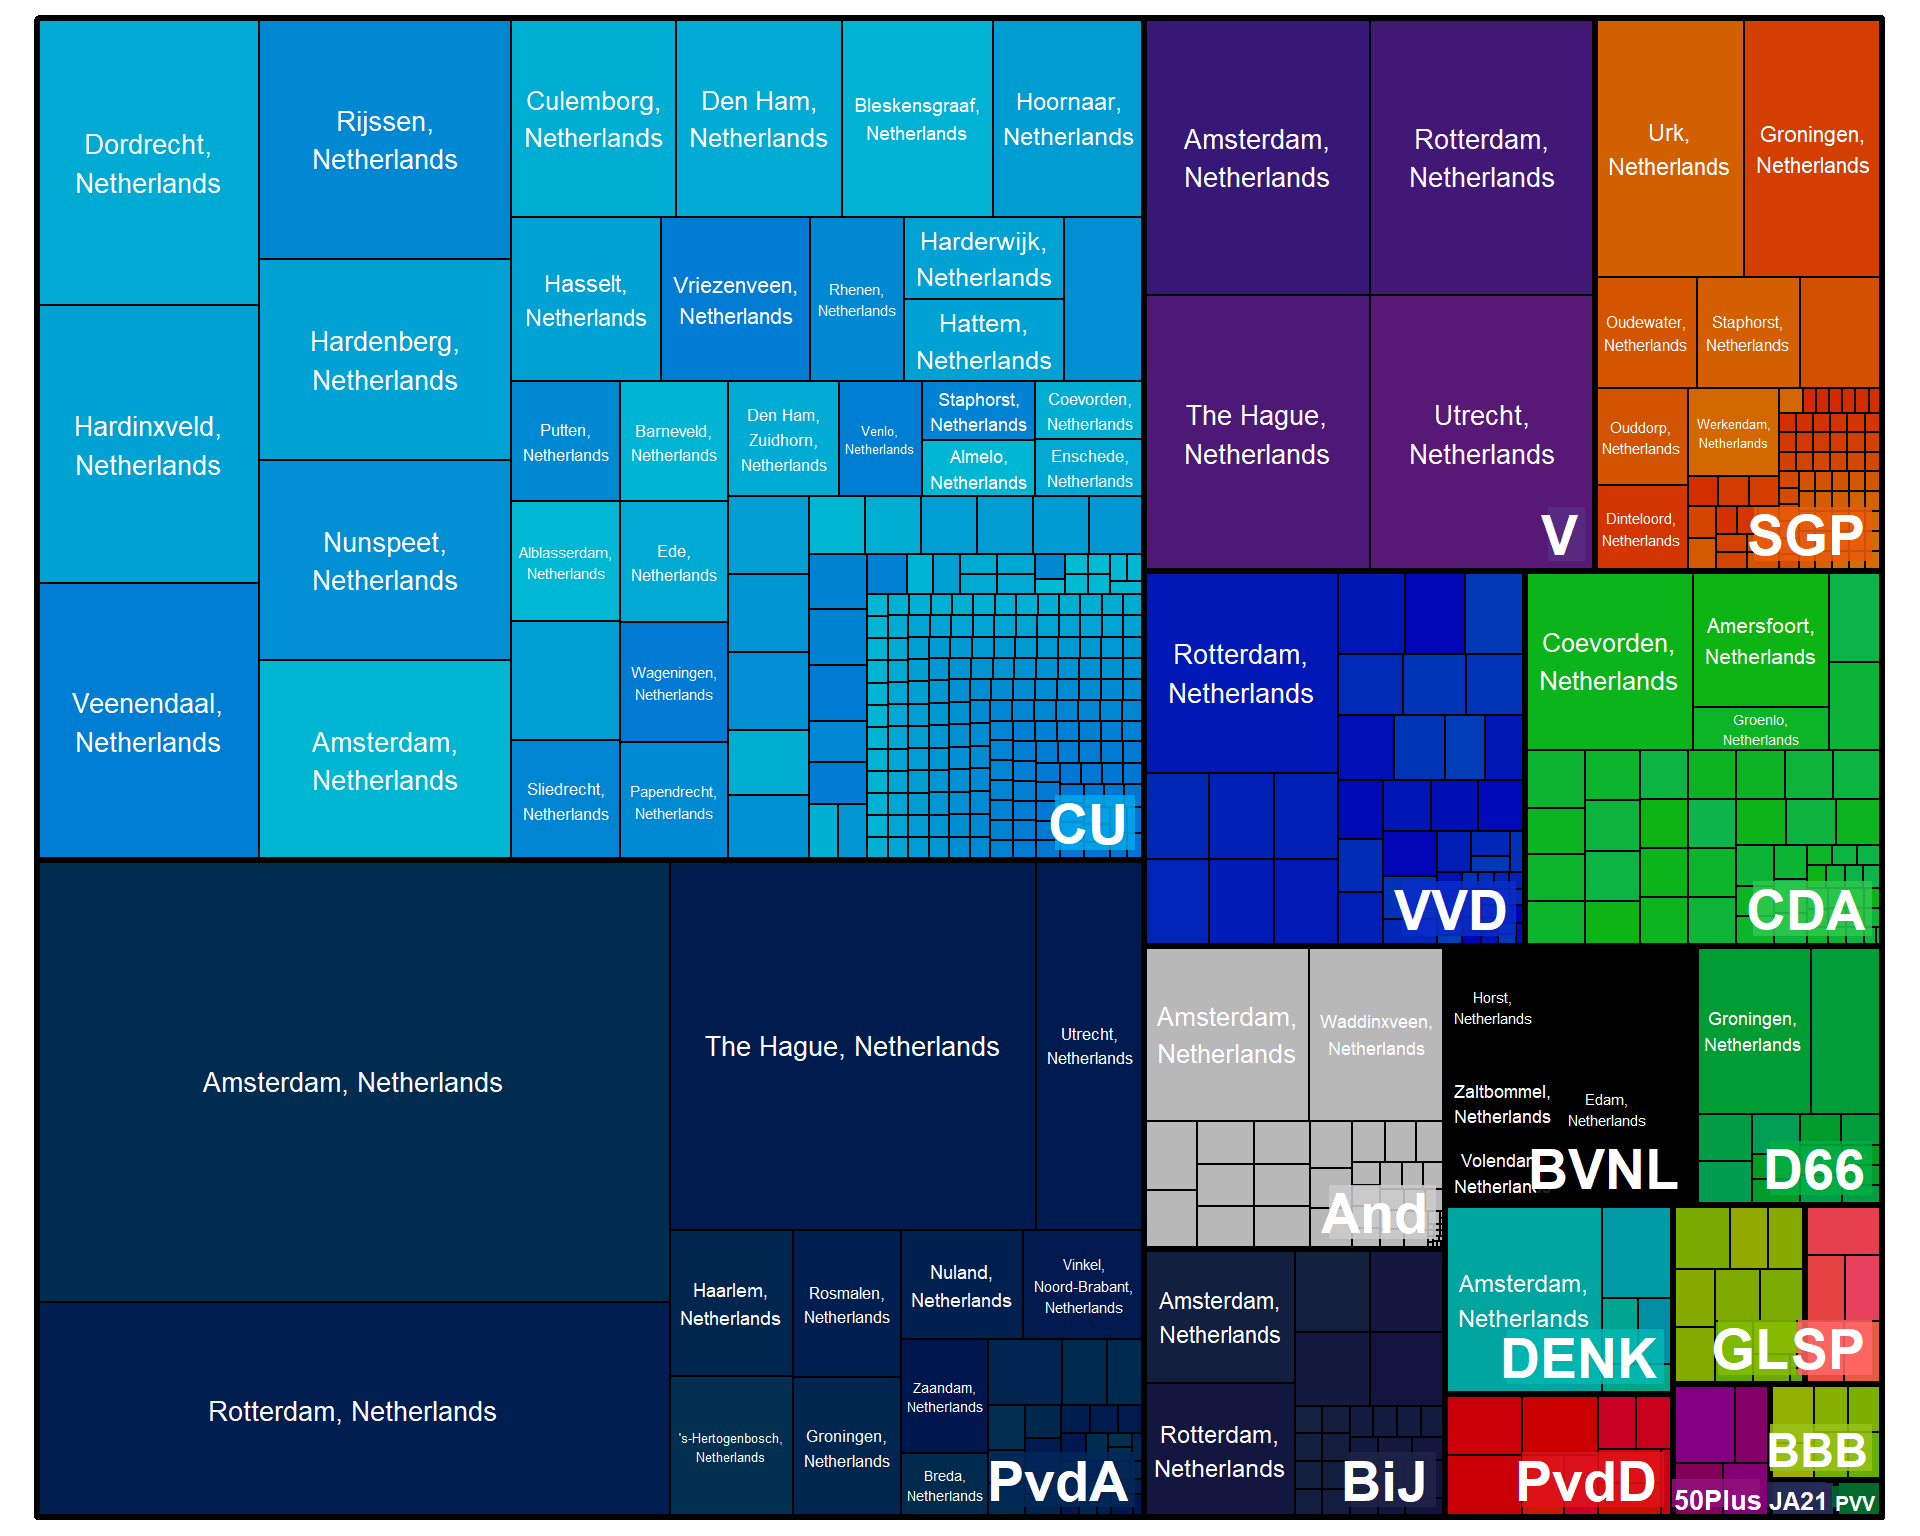 Dordrecht,
Netherlands
Hardinxveld,
Netherlands
Veenendaal,
Netherlands
Rijssen,
Netherlands
Hardenberg,
Netherlands
Nunspeet,
Netherlands
Amsterdam,
Netherlands
Culemborg,
Netherlands
Den Ham,
Netherlands
Bleskensgraaf,
Netherlands
Hoornaar,
Netherlands
Hasselt,
Netherlands
Vriezenveen,
Netherlands
Rhenen,
Netherlands
Harderwijk,
Netherlands
Hattem,
Netherlands
Putten,
Netherlands
Barneveld,
Netherlands
Den Ham,
Zuidhorn,
Netherlands
Venlo,
Netherlands
Staphorst,
Netherlands
Coevorden,
Netherlands
Almelo,
Netherlands
Enschede,
Netherlands
Alblasserdam,
Netherlands
Ede,
Netherlands
Wageningen,
Netherlands
Sliedrecht,
Netherlands
Papendrecht,
Netherlands
CU
Amsterdam, Netherlands
Rotterdam, Netherlands
The Hague, Netherlands
Utrecht,
Netherlands
Haarlem,
Netherlands
Rosmalen,
Netherlands
Nuland,
Netherlands
Vinkel,
Noord-Brabant,
Netherlands
's-Hertogenbosch,
Netherlands
Groningen,
Netherlands
Zaandam,
Netherlands
Breda,
Netherlands
PvdA
Amsterdam,
Netherlands
Rotterdam,
Netherlands
The Hague,
Netherlands
Utrecht,
Netherlands
V
Urk,
Netherlands
Groningen,
Netherlands
Oudewater,
Netherlands
Staphorst,
Netherlands
Ouddorp,
Netherlands
Werkendam,
Netherlands
Dinteloord,
Netherlands
SGP
Rotterdam,
Netherlands
VVD
Coevorden,
Netherlands
Amersfoort,
Netherlands
Groenlo,
Netherlands
CDA
Amsterdam,
Netherlands
Waddinxveen,
Netherlands
And
Horst,
Netherlands
Zaltbommel,
Netherlands
Edam,
Netherlands
Volendam,
Netherlands
BVNL
Groningen,
Netherlands
D66
Amsterdam,
Netherlands
Rotterdam,
Netherlands
BiJ
Amsterdam,
Netherlands
DENK
GL
SP
PvdD
50Plus
BBB
JA21
PVV